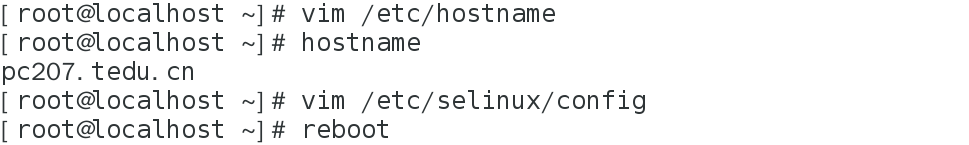 [root@localhost ~]# vim /etc/hostname
[root@localhost ~]# hostname
pc207.tedu.cn
[root@localhost ~]# vim /etc/selinux/config
[root@localhost ~]# reboot